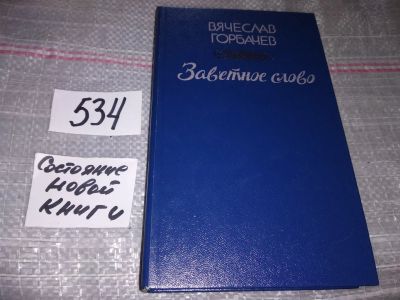 ВЯЧЕСЛАВ
ГОРБАЧЕВ
Заветное слово
534
Состояние
новой
книги